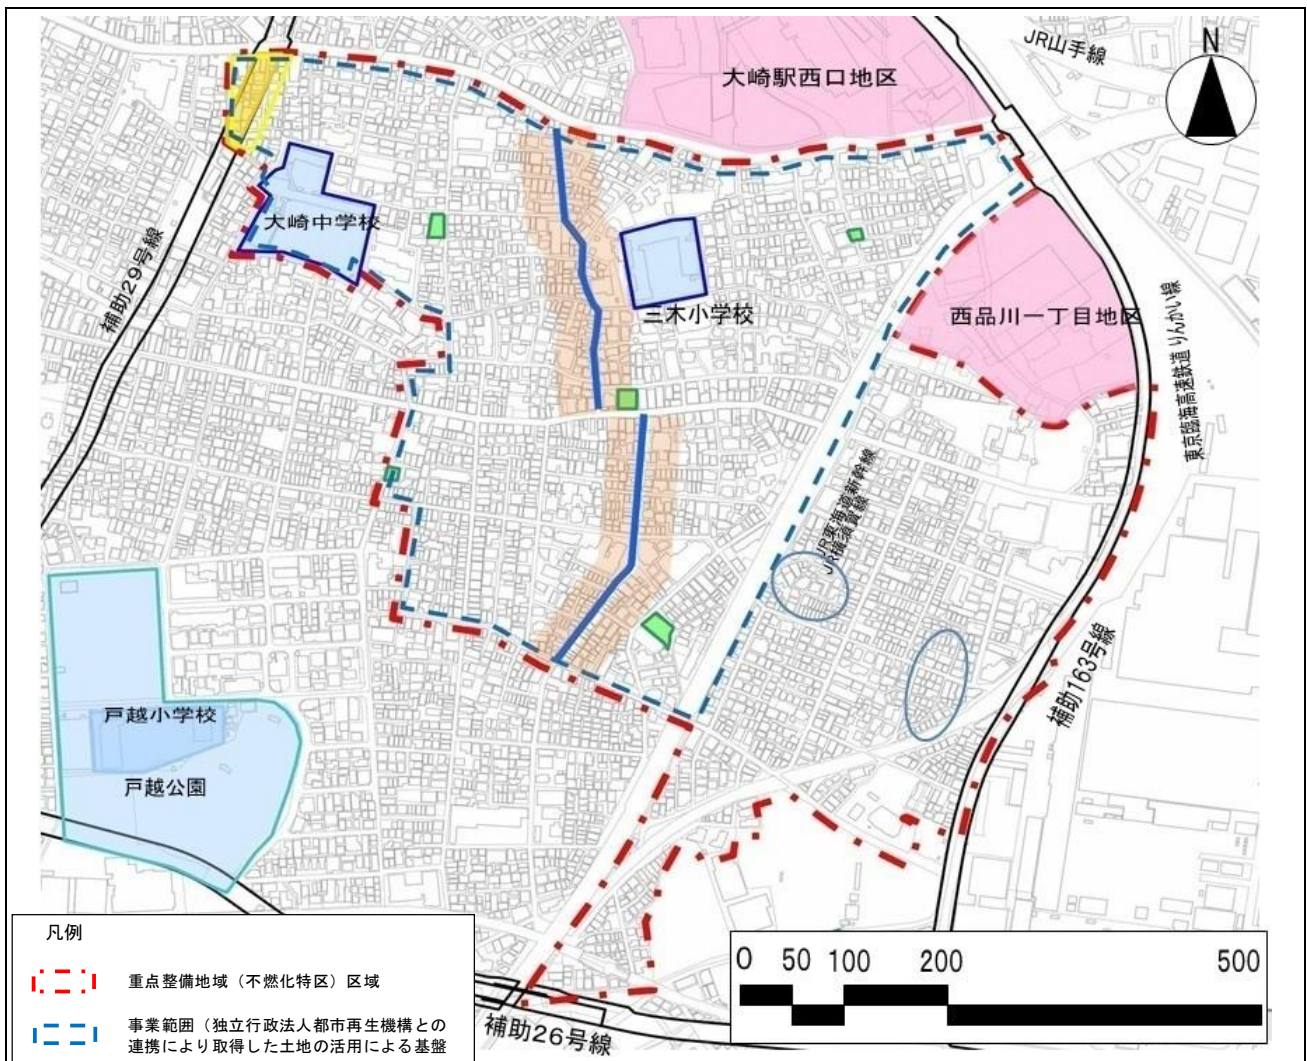 JR山手線
N
大崎駅西口地区
大崎中学校
補助29号線
三木小学校
西品川一丁目地区
東京臨海高速鉄道 りんかい線
JR東海道新幹線
JR横須賀線
補助163号線
戸越小学校
戸越公園
補助26号線
0 50 100 200 500
凡例
重点整備地域（不燃化特区）区域
事業範囲（独立行政法人都市再生機構との
連携により取得した土地の活用による基盤